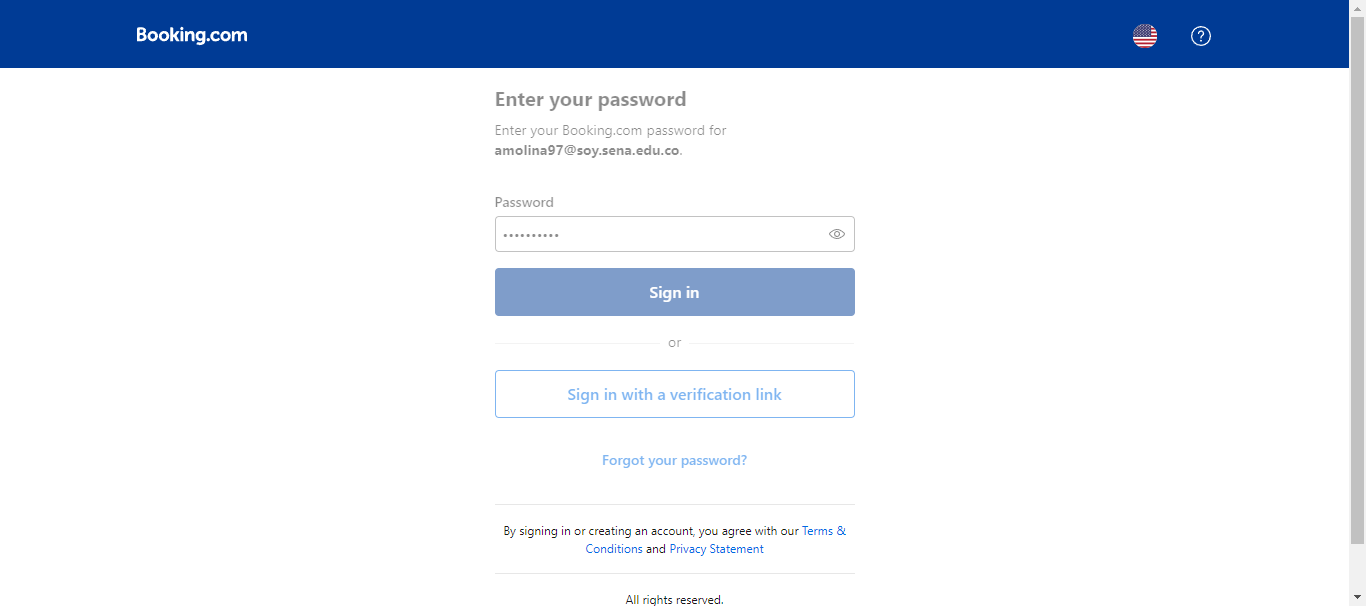 Booking.com
Enter your password
Enter your Booking.com password for
amolina97@soy.sena.edu.co.
Password
••••••••••
Sign in
or
Sign in with a verification link
Forgot your password?
By signing in or creating an account, you agree with our Terms &
Conditions and Privacy Statement
All rights reserved.